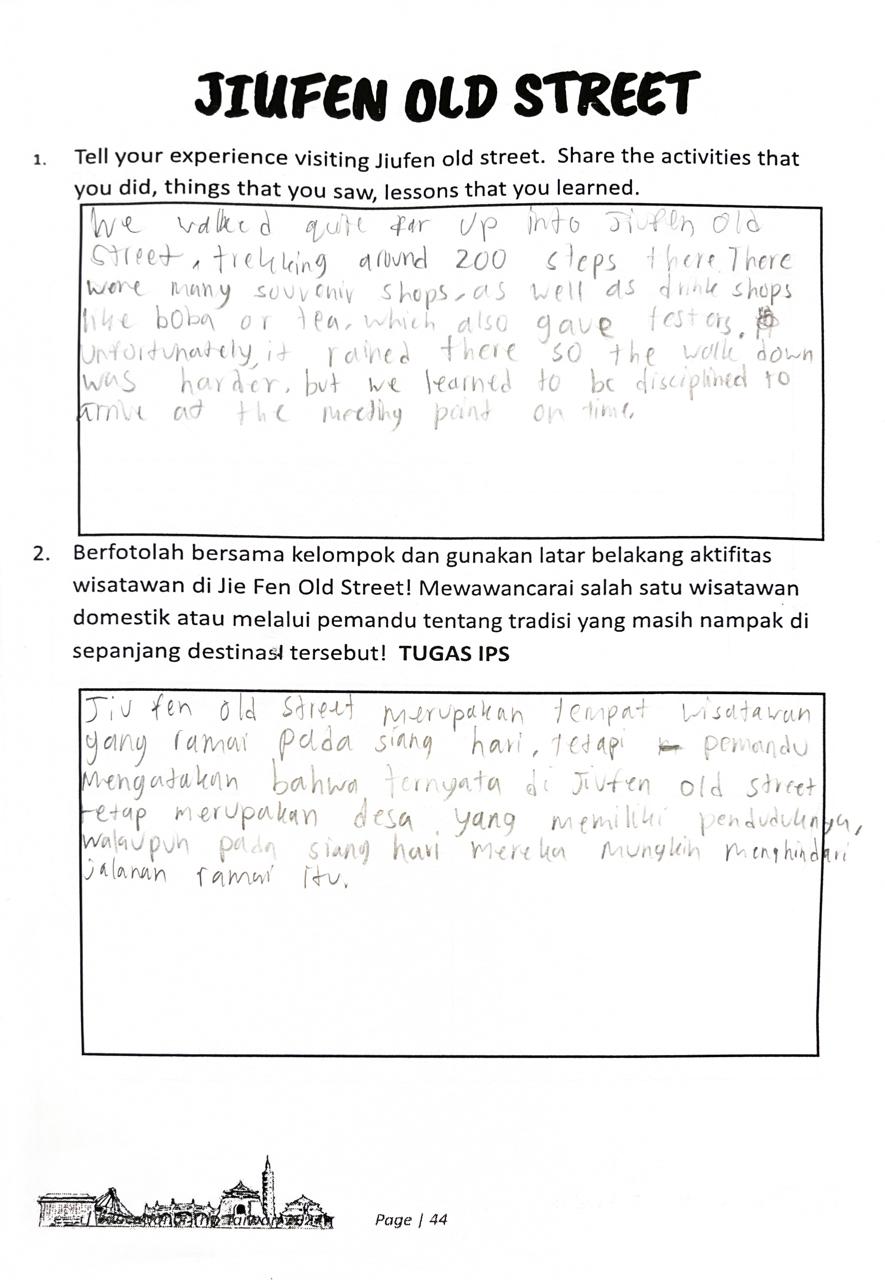 JIUFEN OLD STREET
1. Tell your experience visiting Jiufen old street. Share the activities that
you did, things that you saw, lessons that you learned.
We walked quite far up into Jiufen Old
Street, trekking around 200 steps there. There
were many souvenir shops, as well as drink shops
like boba or tea, which also gave testers.
Unfortunately, it rained there so the walk down
was harder, but we learned to be disciplined to
arrive at the meeting point on time.
2. Berfotolah bersama kelompok dan gunakan latar belakang aktifitas
wisatawan di Jie Fen Old Street! Mewawancarai salah satu wisatawan
domestik atau melalui pemandu tentang tradisi yang masih nampak di
sepanjang destinasi tersebut! TUGAS IPS
Jiu fen old street merupakan tempat wisatawan
yang ramai pada siang hari, tetapi pemandu
mengatakan bahwa ternyata di Jiufen old street
tetap merupakan desa yang memiliki penduduknya,
walaupun pada siang hari mereka mungkin menghindari
jalanan ramai itu.
Page | 44